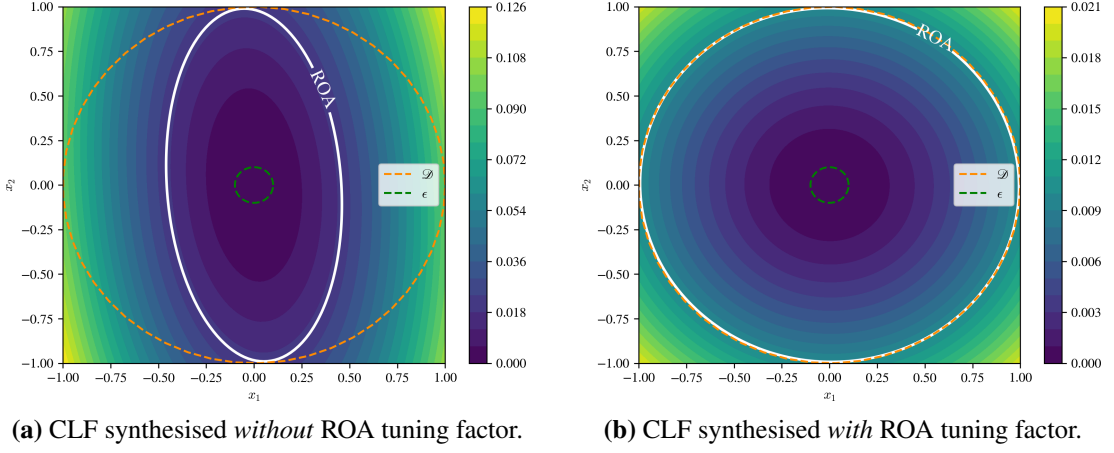 1.00
0.75
0.50
0.25
0.00
−0.25
−0.50
−0.75
−1.00
x₂
−1.00 −0.75 −0.50 −0.25 0.00 0.25 0.50 0.75 1.00
x₁
ROA
𝒟
ϵ
0.126
0.108
0.090
0.072
0.054
0.036
0.018
0.000
(a) CLF synthesised without ROA tuning factor.
1.00
0.75
0.50
0.25
0.00
−0.25
−0.50
−0.75
−1.00
x₂
−1.00 −0.75 −0.50 −0.25 0.00 0.25 0.50 0.75 1.00
x₁
ROA
𝒟
ϵ
0.021
0.018
0.015
0.012
0.009
0.006
0.003
0.000
(b) CLF synthesised with ROA tuning factor.